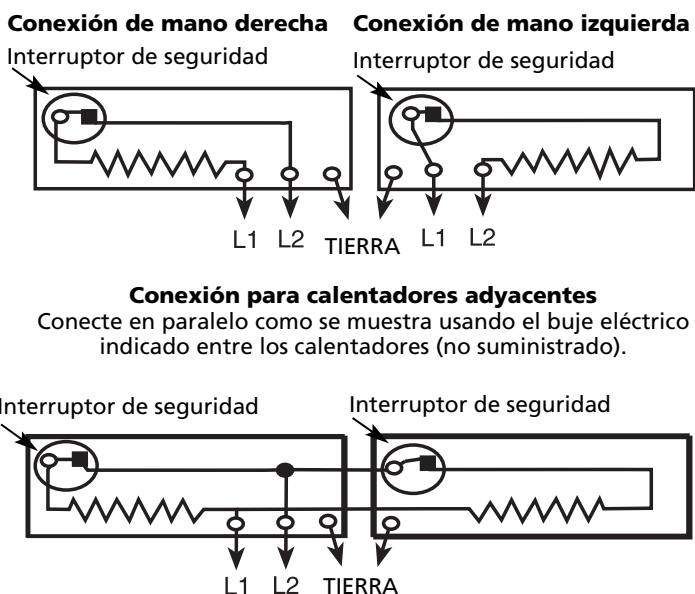 Conexión de mano derecha
Conexión de mano izquierda
Interruptor de seguridad
Interruptor de seguridad
L1 L2 TIERRA L1 L2
Conexión para calentadores adyacentes
Conecte en paralelo como se muestra usando el buje eléctrico
indicado entre los calentadores (no suministrado).
Interruptor de seguridad
Interruptor de seguridad
L1 L2 TIERRA